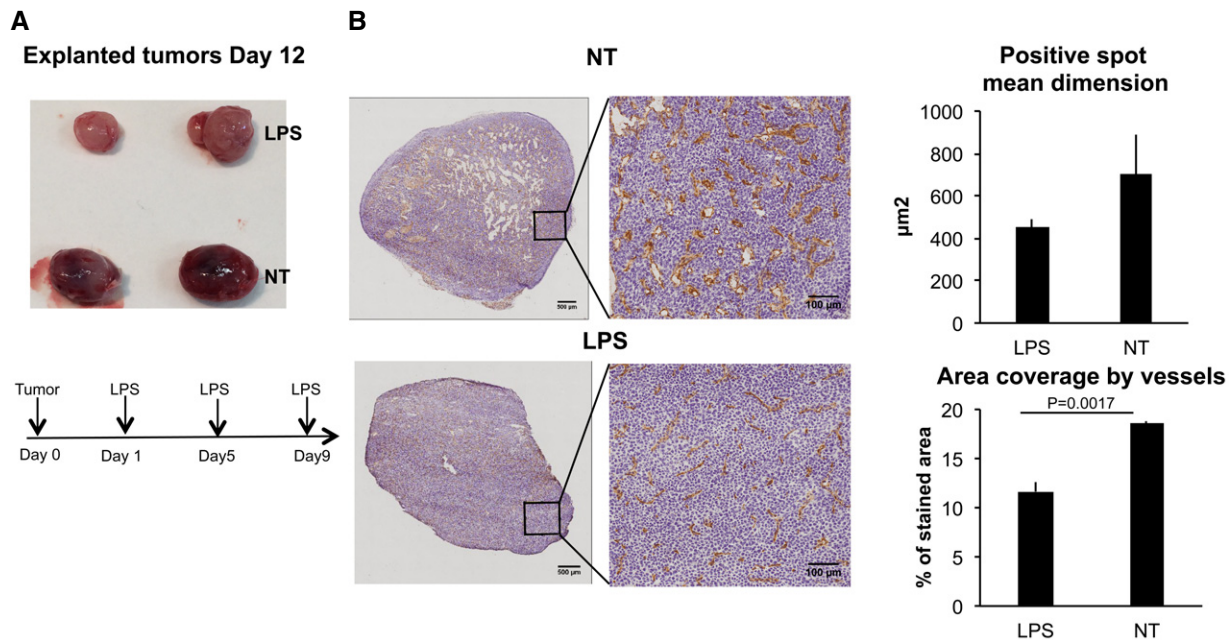 A
Explanted tumors Day 12
LPS
NT
Tumor
LPS
LPS
LPS
Day 0
Day 1
Day5
Day9
B
NT
500 µm
100 µm
LPS
500 µm
100 µm
Positive spot
mean dimension
µm2
1000
800
600
400
200
0
LPS
NT
Area coverage by vessels
P=0.0017
% of stained area
20
15
10
5
0
LPS
NT